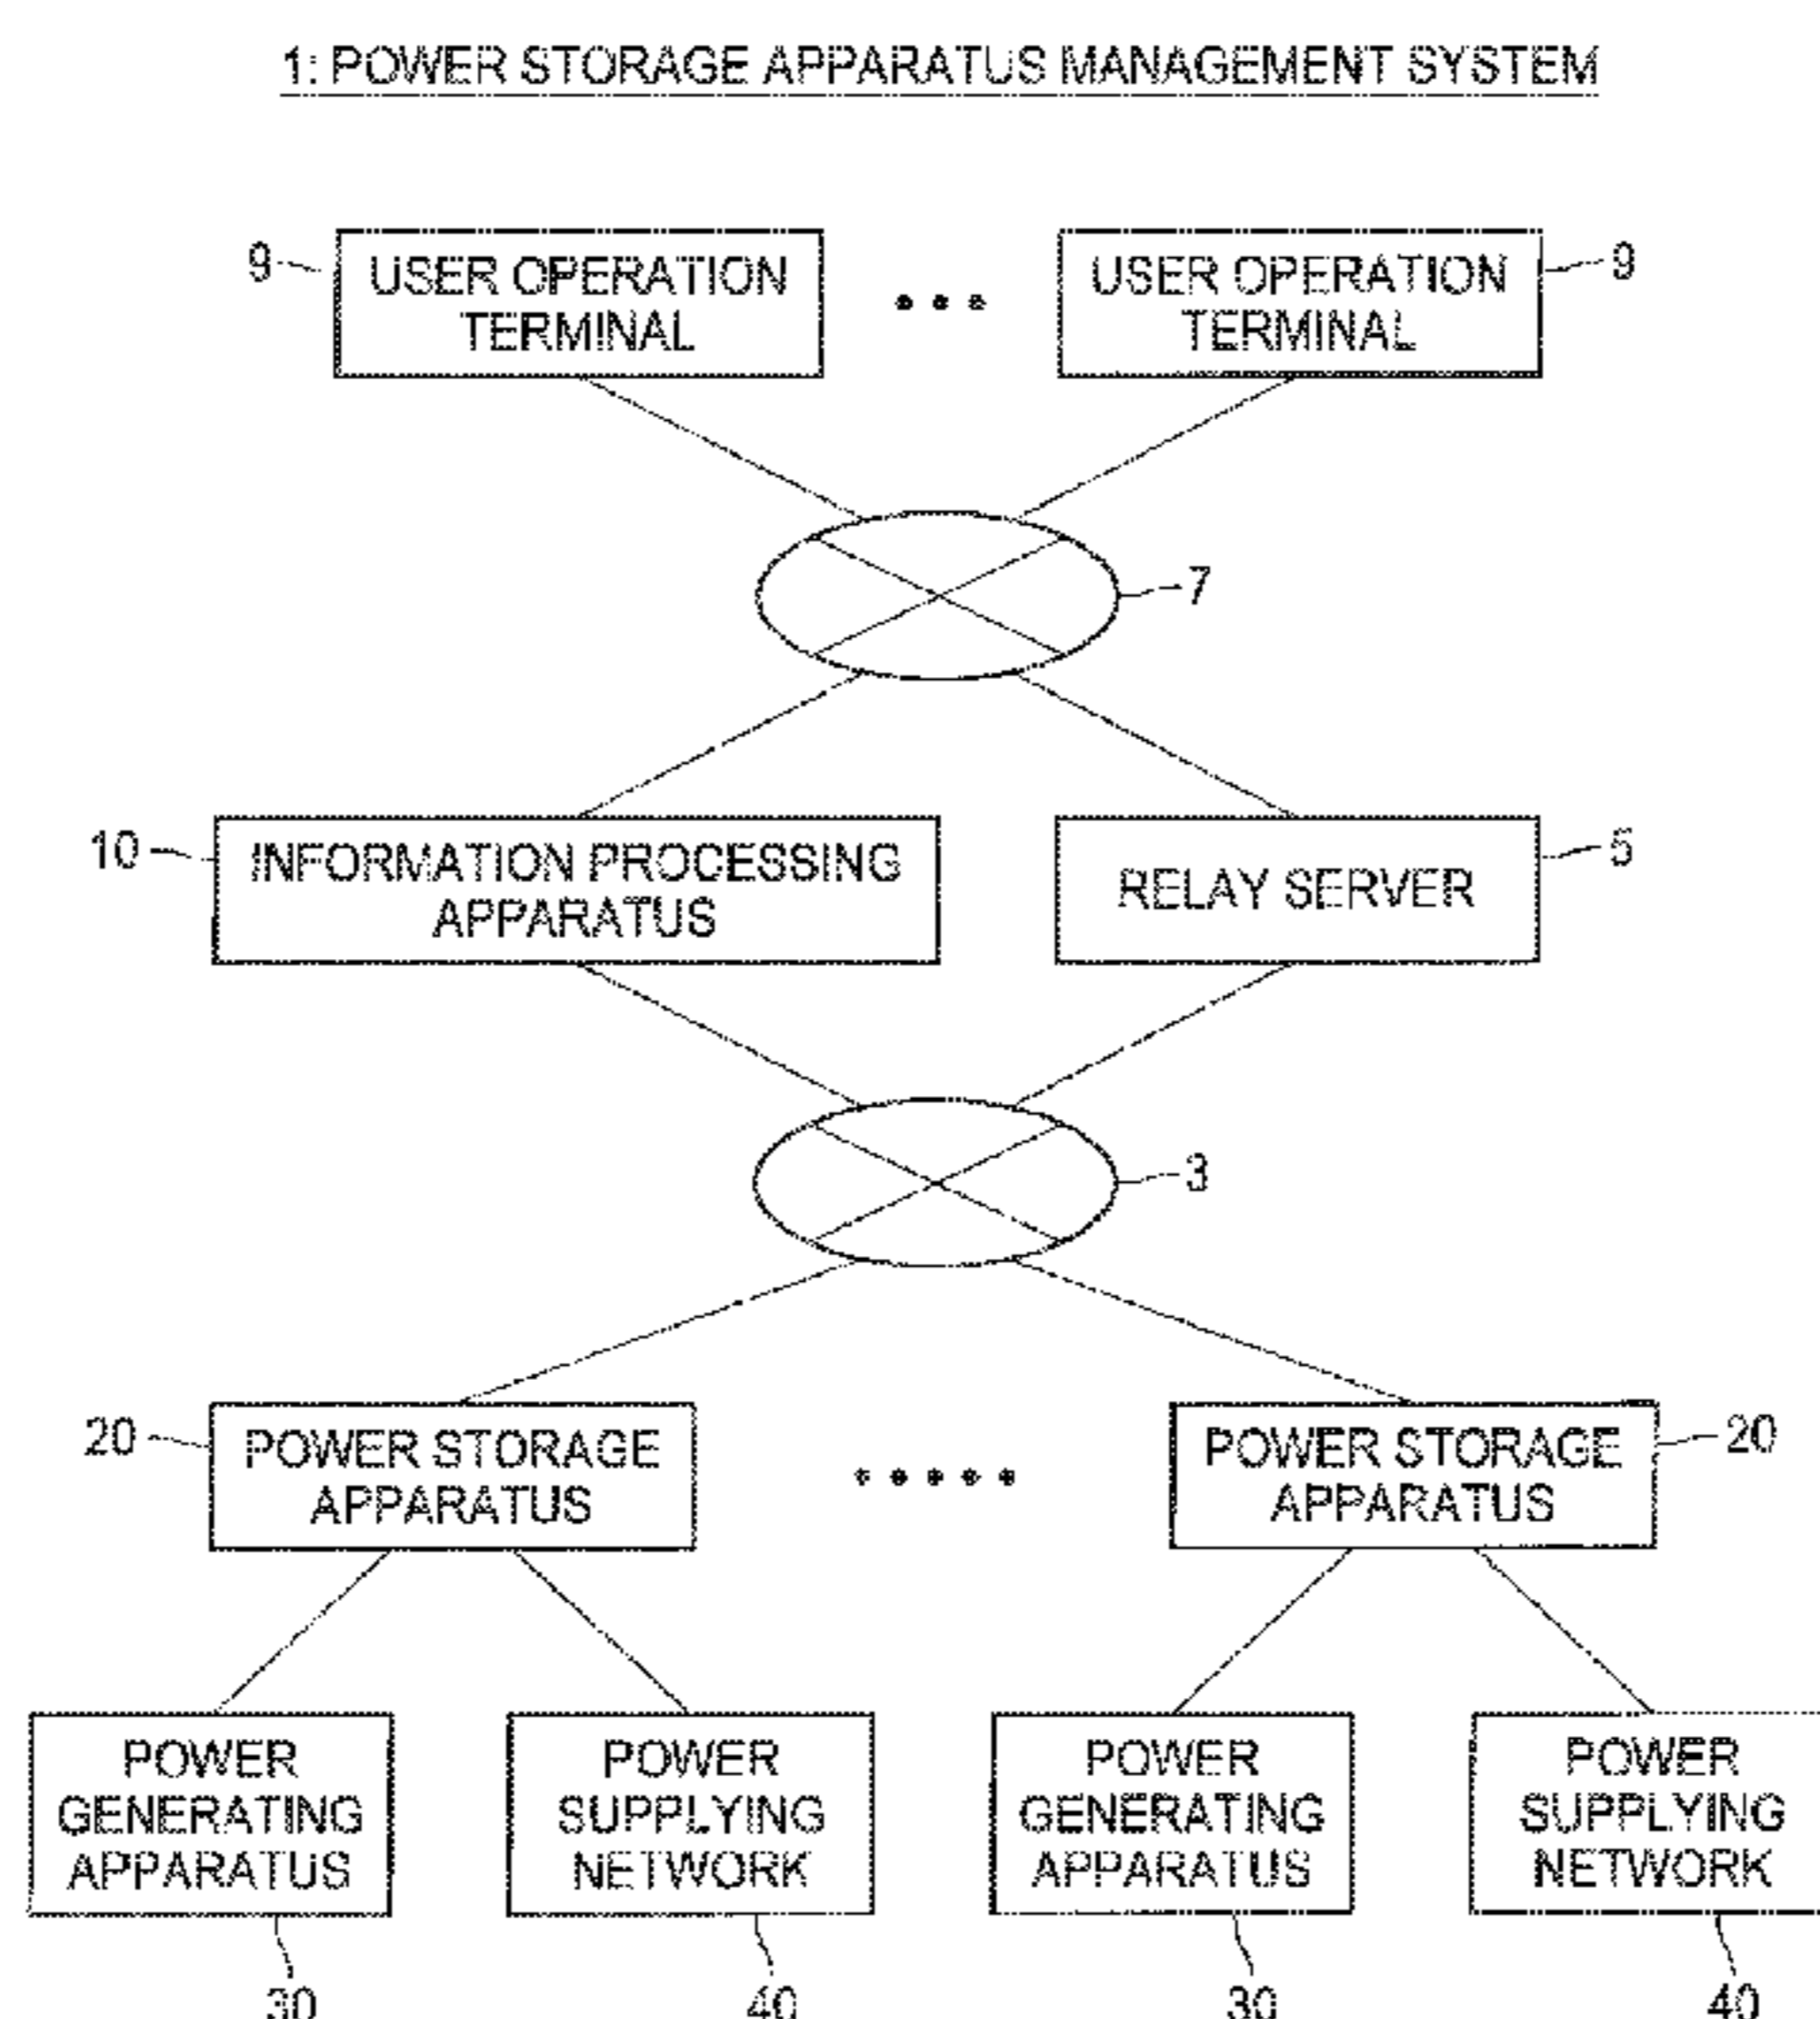 1: POWER STORAGE APPARATUS MANAGEMENT SYSTEM
9
USER OPERATION
TERMINAL
USER OPERATION
TERMINAL
9
7
10
INFORMATION PROCESSING
APPARATUS
RELAY SERVER
5
3
20
POWER STORAGE
APPARATUS
POWER STORAGE
APPARATUS
20
POWER
GENERATING
APPARATUS
POWER
SUPPLYING
NETWORK
POWER
GENERATING
APPARATUS
POWER
SUPPLYING
NETWORK
30
40
30
40